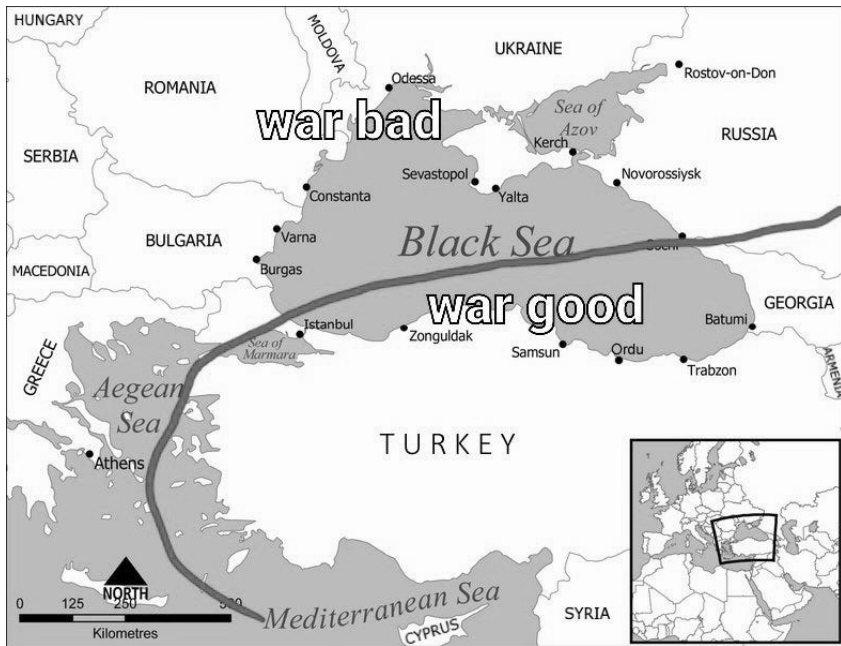 HUNGARY
MOLDOVA
UKRAINE
Rostov-on-Don
ROMANIA
Odessa
war bad
Sea of
Azov
Kerch
RUSSIA
SERBIA
Sevastopol
Yalta
Novorossiysk
Constanta
BULGARIA
Varna
Black Sea
Burgas
MACEDONIA
war good
GEORGIA
Istanbul
Zonguldak
Batumi
Sea of
Marmara
Samsun
Ordu
Trabzon
ARMENIA
GREECE
Aegean
Sea
TURKEY
Athens
NORTH
0 125 250
Kilometres
Mediterranean Sea
CYPRUS
SYRIA